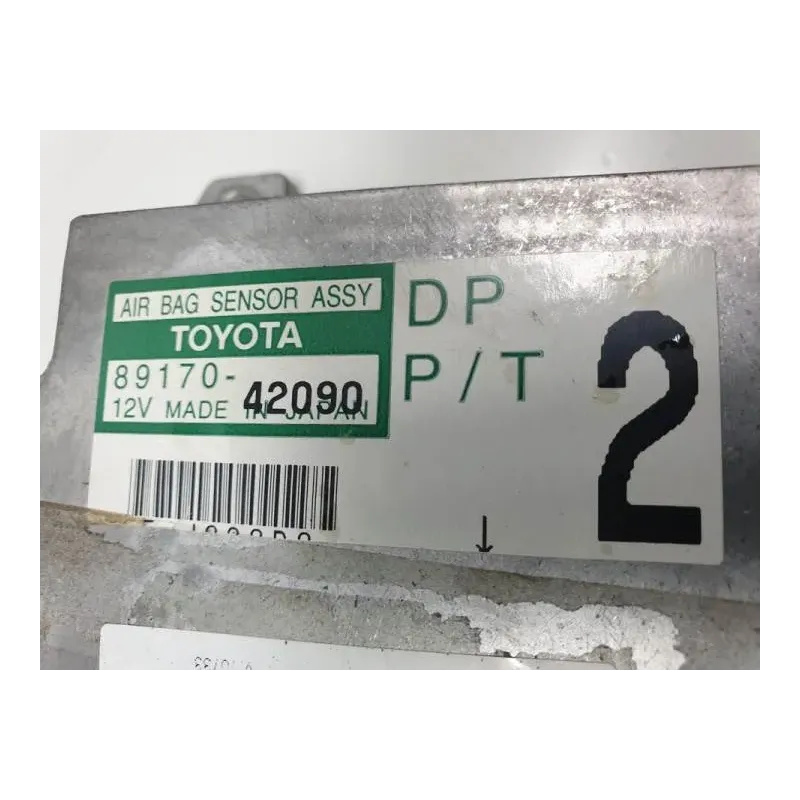 AIR BAG SENSOR ASSY
TOYOTA
89170-42090
12V MADE IN JAPAN
DP
P/T
2